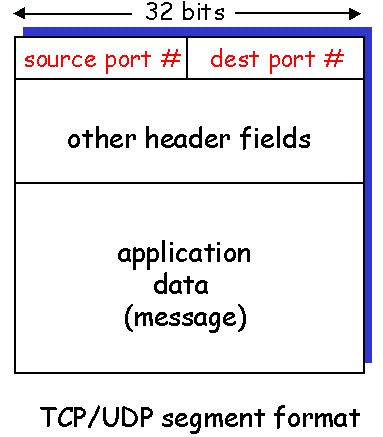 32 bits
source port # dest port #
other header fields
application
data
(message)
TCP/UDP segment format